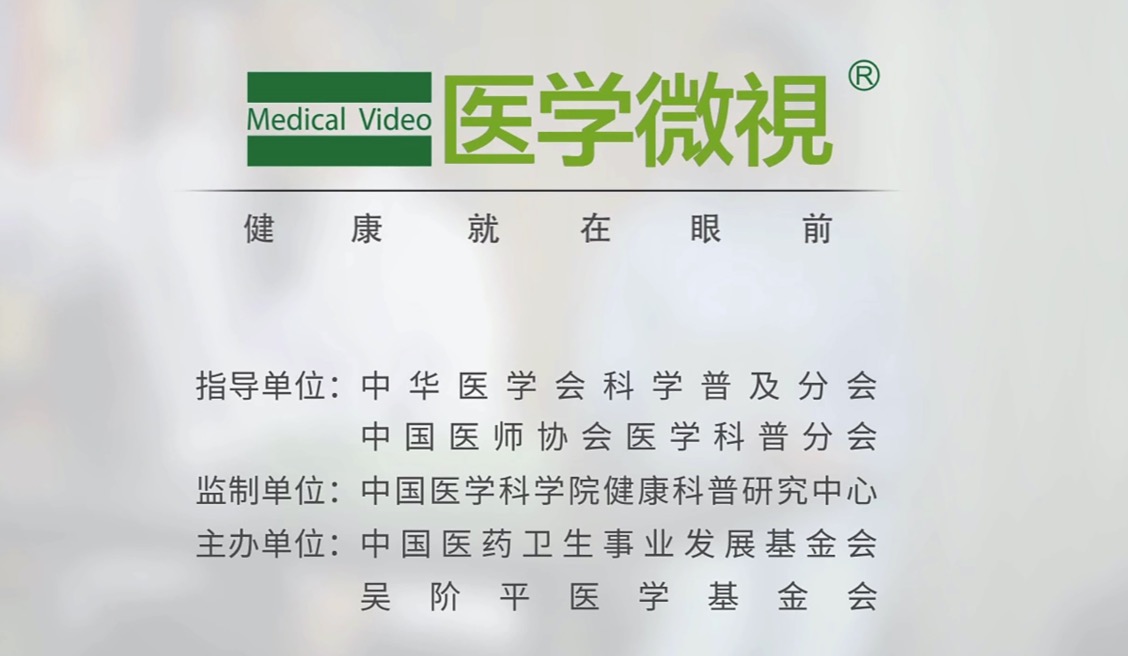 Medical Video 医学微視®
健康就在眼前
指导单位：中华医学会科学普及分会
中国医师协会医学科普分会
监制单位：中国医学科学院健康科普研究中心
主办单位：中国医药卫生事业发展基金会
吴阶平医学基金会